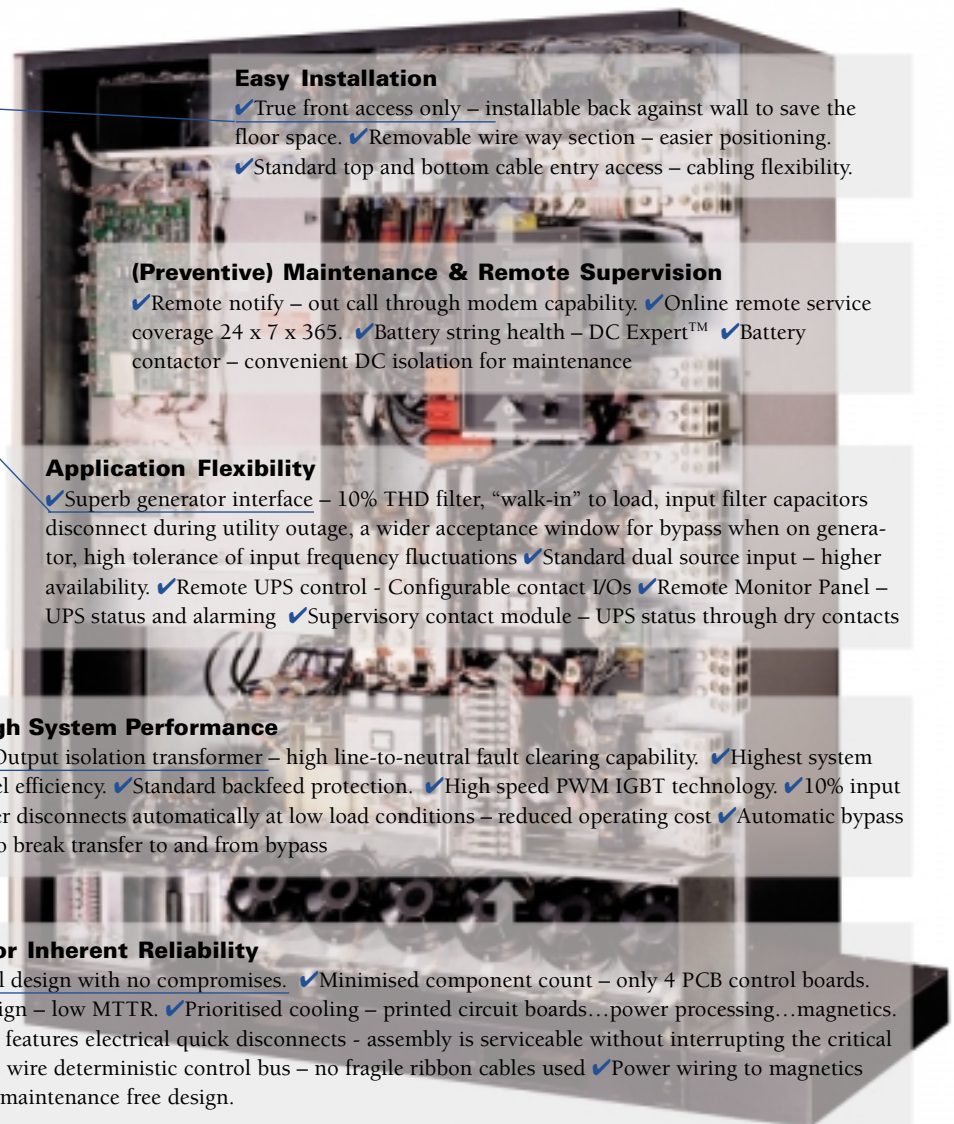 Easy Installation
✔True front access only – installable back against wall to save the
floor space. ✔Removable wire way section – easier positioning.
✔Standard top and bottom cable entry access – cabling flexibility.
(Preventive) Maintenance & Remote Supervision
✔Remote notify – out call through modem capability. ✔Online remote service
coverage 24 x 7 x 365. ✔Battery string health – DC Expert™ ✔Battery
contactor – convenient DC isolation for maintenance
Application Flexibility
✔Superb generator interface – 10% THD filter, “walk-in” to load, input filter capacitors
disconnect during utility outage, a wider acceptance window for bypass when on genera-
tor, high tolerance of input frequency fluctuations ✔Standard dual source input – higher
availability. ✔Remote UPS control - Configurable contact I/Os ✔Remote Monitor Panel –
UPS status and alarming ✔Supervisory contact module – UPS status through dry contacts
gh System Performance
Output isolation transformer – high line-to-neutral fault clearing capability. ✔Highest system
el efficiency. ✔Standard backfeed protection. ✔High speed PWM IGBT technology. ✔10% input
er disconnects automatically at low load conditions – reduced operating cost ✔Automatic bypass
o break transfer to and from bypass
or Inherent Reliability
l design with no compromises. ✔Minimised component count – only 4 PCB control boards.
ign – low MTTR. ✔Prioritised cooling – printed circuit boards…power processing…magnetics.
features electrical quick disconnects - assembly is serviceable without interrupting the critical
wire deterministic control bus – no fragile ribbon cables used ✔Power wiring to magnetics
maintenance free design.